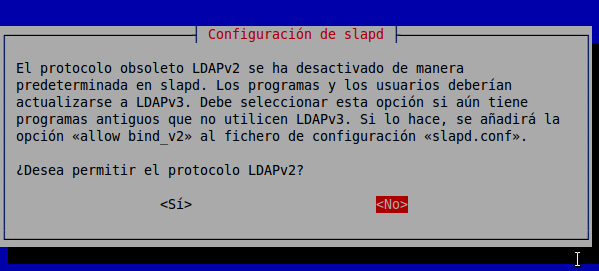 Configuración de slapd
El protocolo obsoleto LDAPv2 se ha desactivado de manera
predeterminada en slapd. Los programas y los usuarios deberían
actualizarse a LDAPv3. Debe seleccionar esta opción si aún tiene
programas antiguos que no utilicen LDAPv3. Si lo hace, se añadirá la
opción «allow bind_v2» al fichero de configuración «slapd.conf».
¿Desea permitir el protocolo LDAPv2?
<Sí> <No>